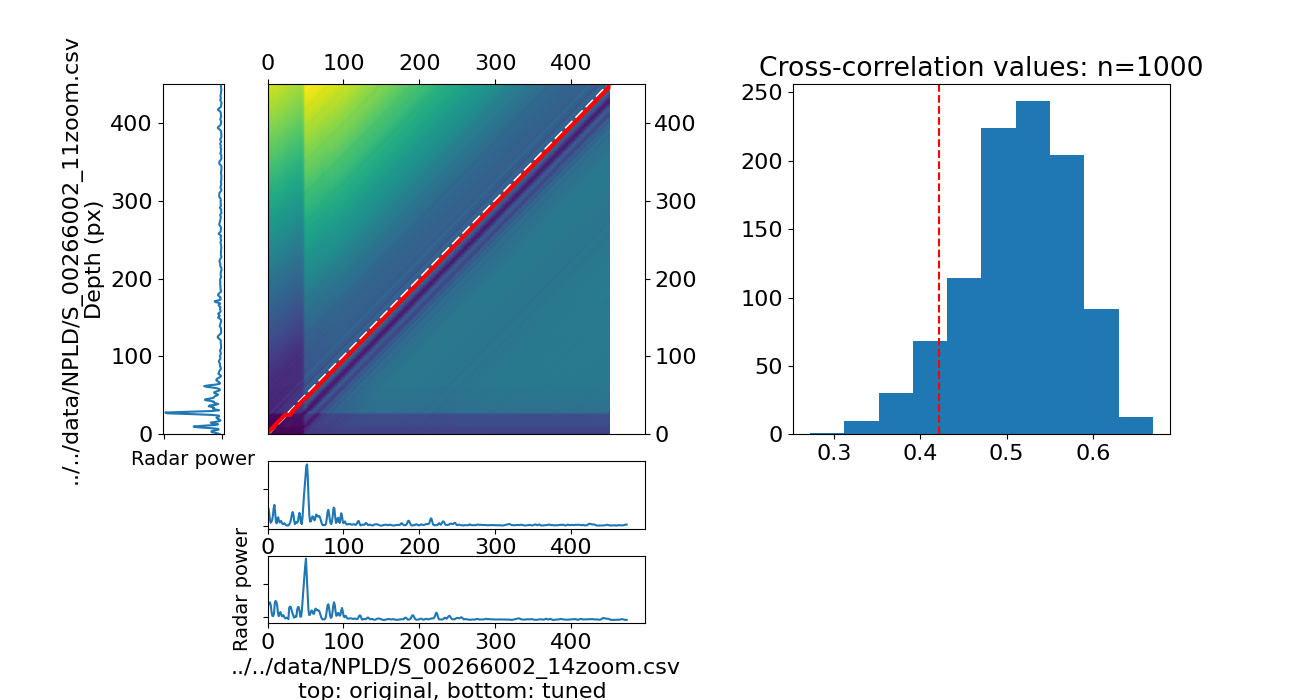 0 100 200 300 400
Cross-correlation values: n=1000
../../data/NPLD/S_00266002_11zoom.csv
Depth (px)
400
300
200
100
0
400
300
200
100
0
Radar power
250
200
150
100
50
0
0.3 0.4 0.5 0.6
0 100 200 300 400
Radar power
0 100 200 300 400
../../data/NPLD/S_00266002_14zoom.csv
top: original, bottom: tuned